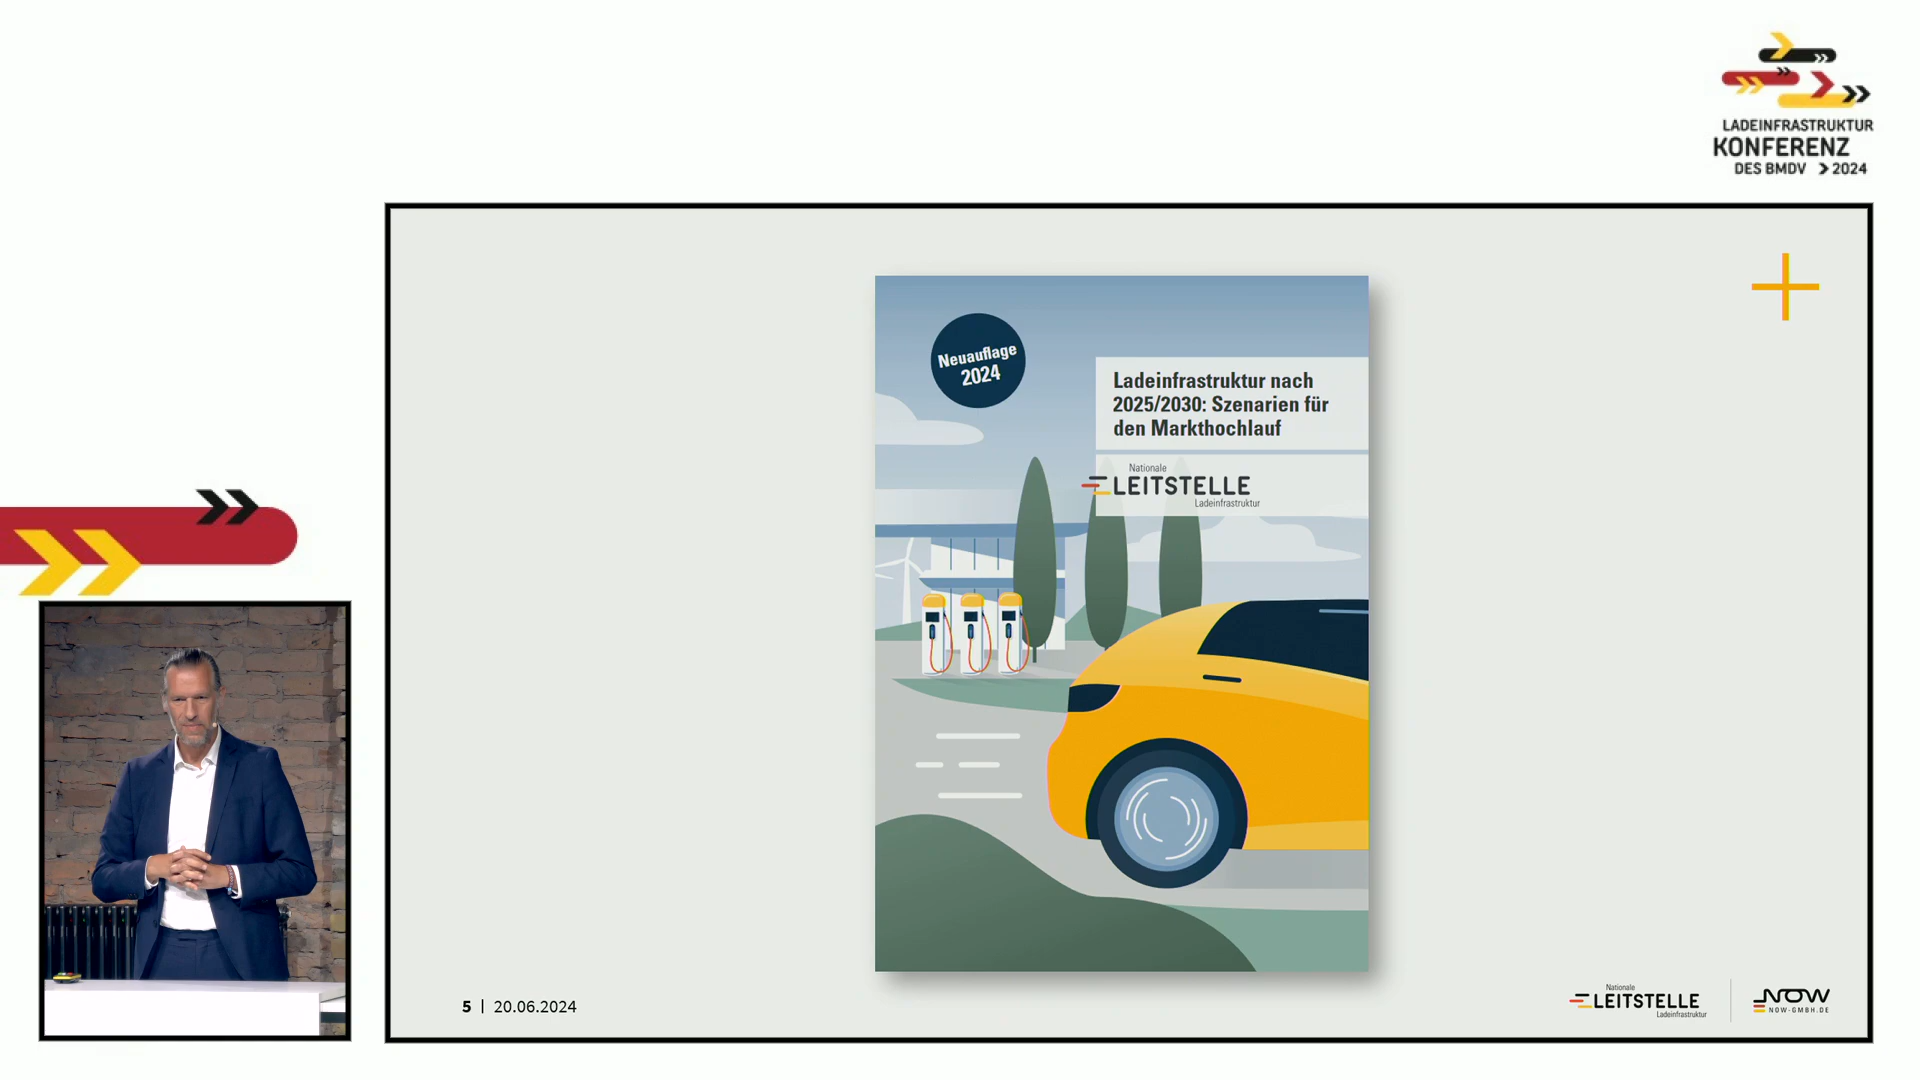 LADEINFRASTRUKTUR
KONFERENZ
DES BMDV 2024
Neuauflage
2024
Ladeinfrastruktur nach
2025/2030: Szenarien für
den Markthochlauf
Nationale
LEITSTELLE
Ladeinfrastruktur
5 | 20.06.2024
Nationale
LEITSTELLE
Ladeinfrastruktur
NOW
NOW-GMBH.DE